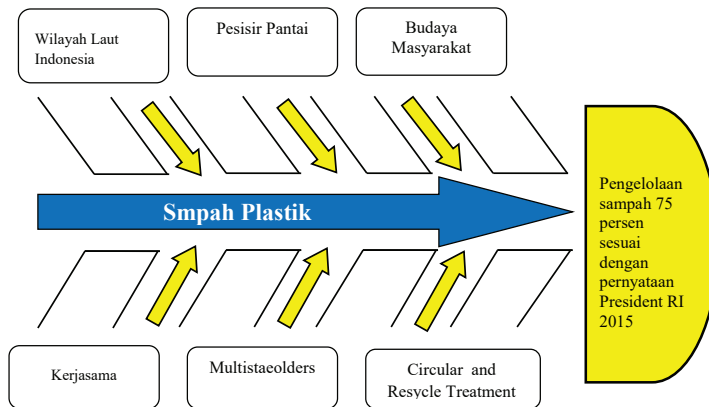 Wilayah Laut
Indonesia
Pesisir Pantai
Budaya
Masyarakat
Smpah Plastik
Pengelolaan
sampah 75
persen
sesuai
dengan
pernyataan
President RI
2015
Kerjasama
Multistaeolders
Circular and
Resycle Treatment